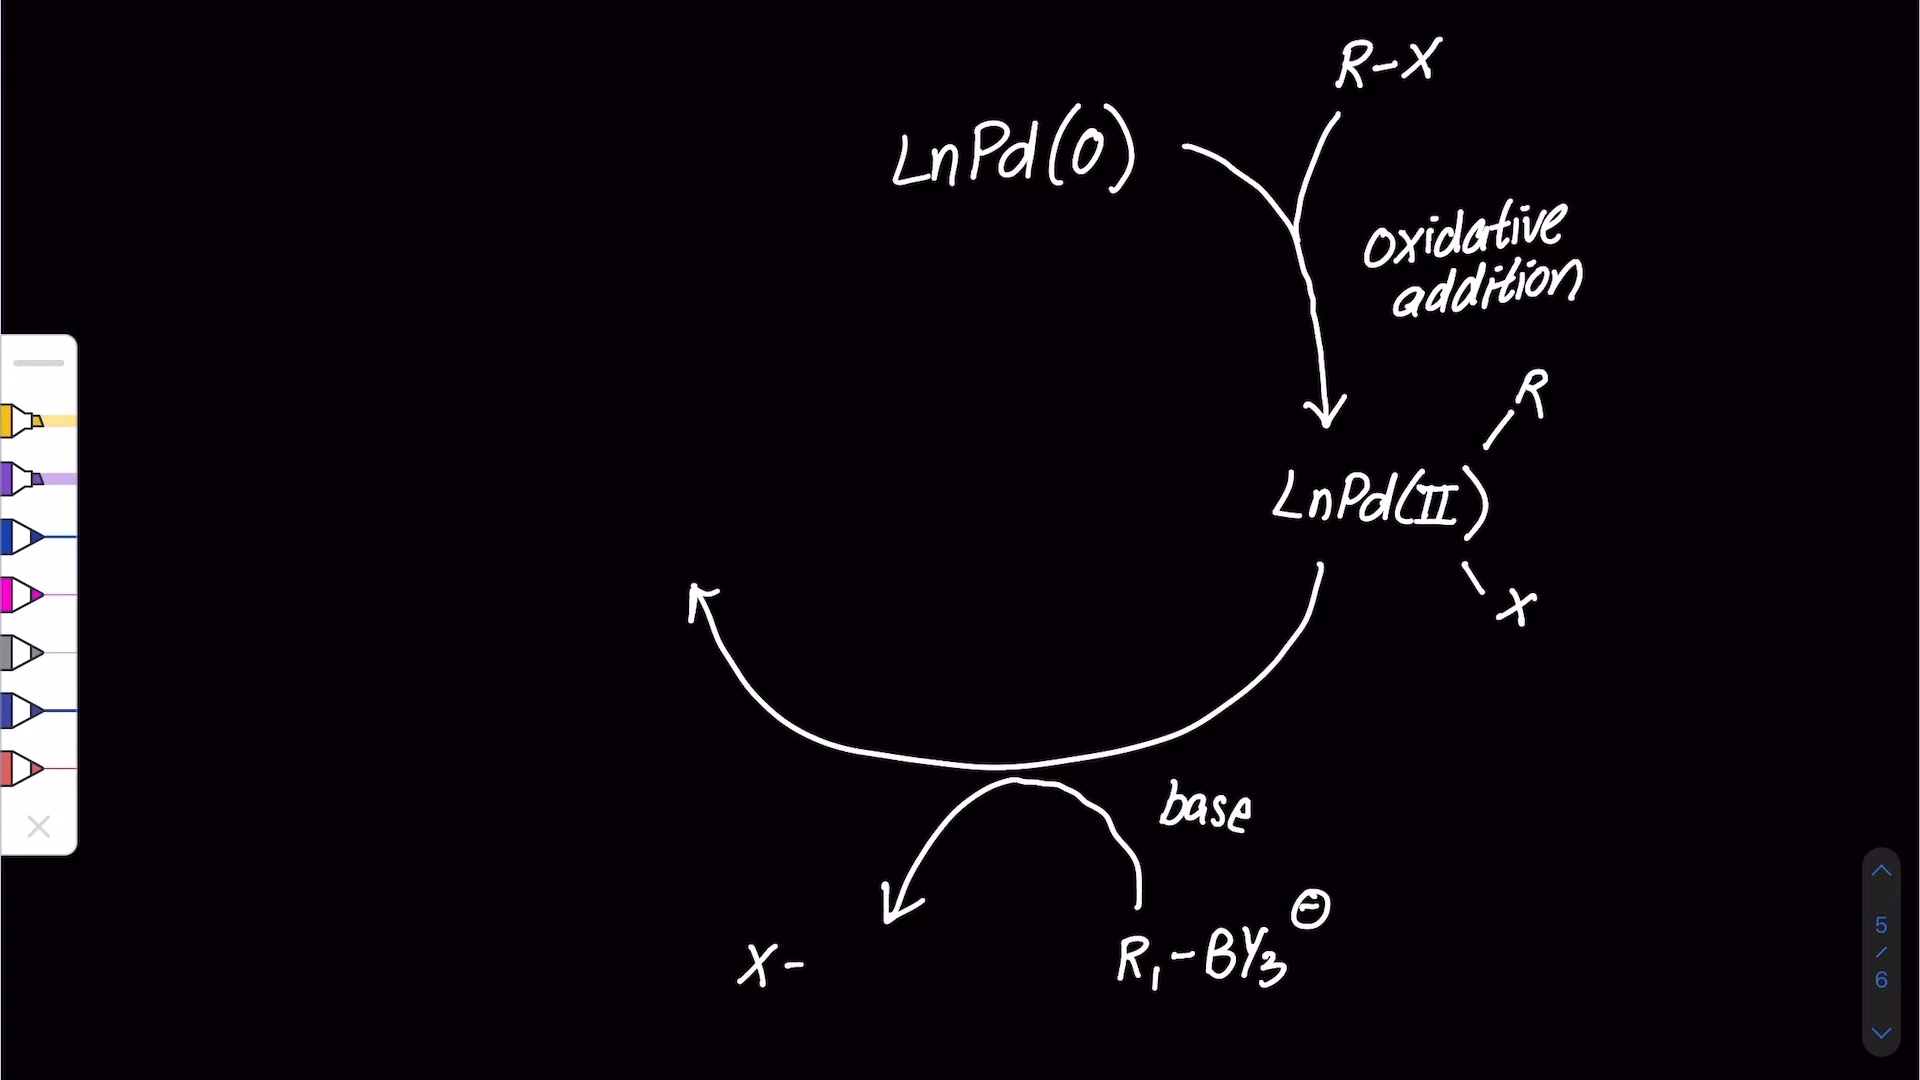 R-X
LnPd(0)
oxidative
addition
R
LnPd(II)
X
base
X-
R₁-BY₃⊖
5
/
6